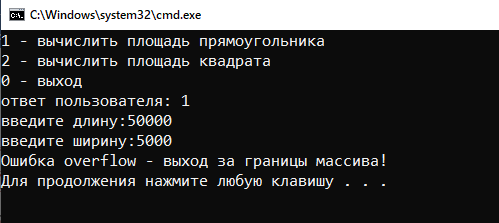 C:\Windows\system32\cmd.exe
1 - вычислить площадь прямоугольника
2 - вычислить площадь квадрата
0 - выход
ответ пользователя: 1
введите длину:50000
введите ширину:5000
Ошибка overflow - выход за границы массива!
Для продолжения нажмите любую клавишу . . .